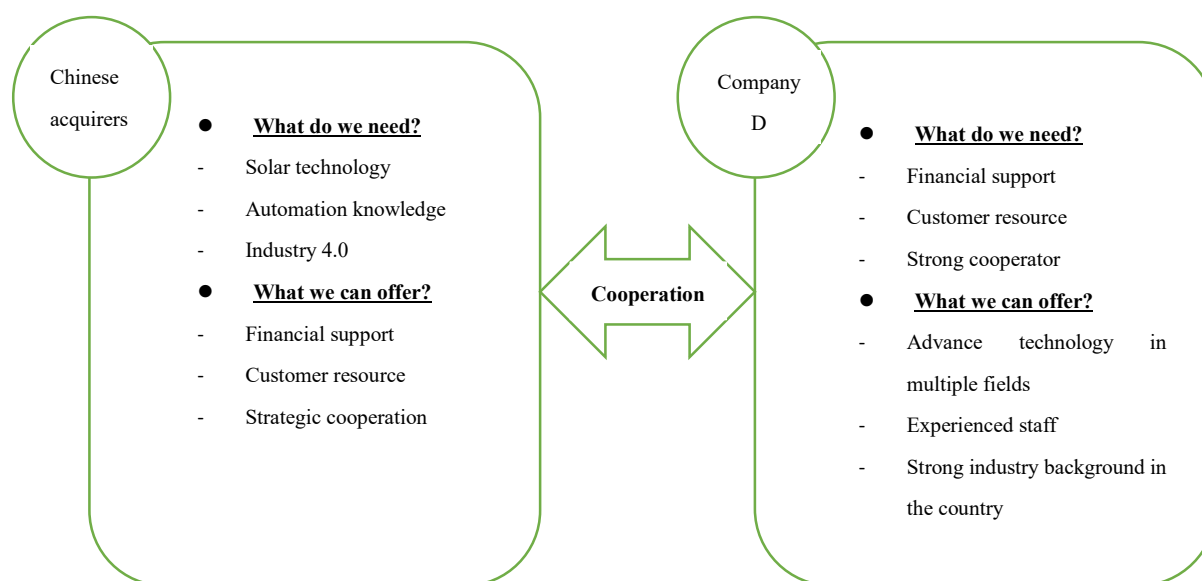 Chinese
acquirers
● What do we need?
- Solar technology
- Automation knowledge
- Industry 4.0
● What we can offer?
- Financial support
- Customer resource
- Strategic cooperation
Cooperation
Company
D
● What do we need?
- Financial support
- Customer resource
- Strong cooperator
● What we can offer?
- Advance technology in
multiple fields
- Experienced staff
- Strong industry background in
the country